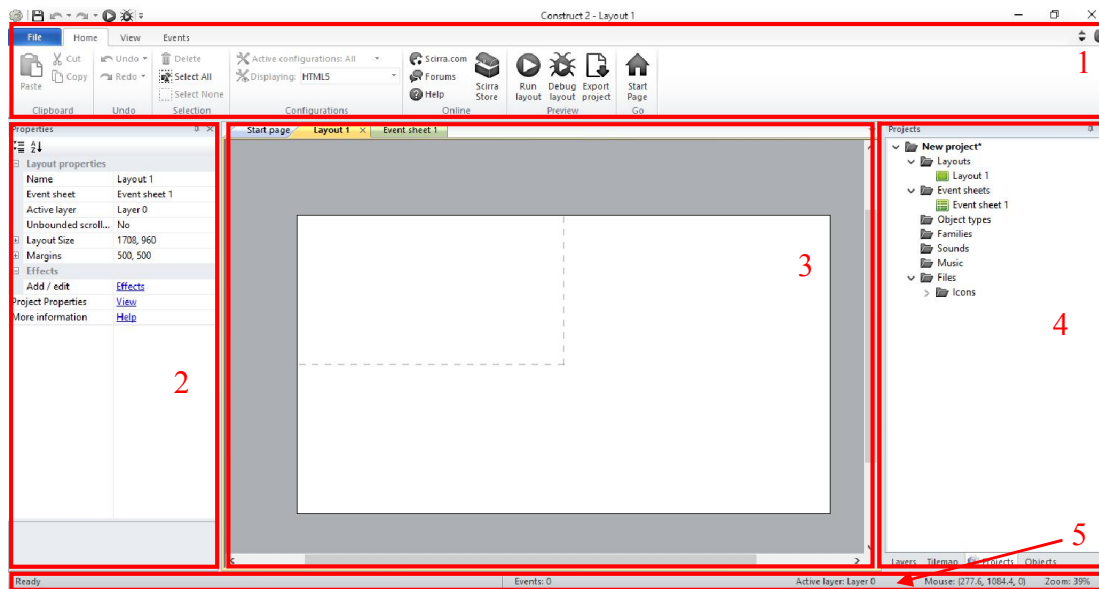 Construct 2 - Layout 1
File Home View Events
1
Paste
Cut
Copy
Clipboard
Undo
Redo
Undo
Delete
Select All
Select None
Selection
Active configurations: All
Displaying: HTML5
Configurations
Scirra.com
Forums
Help
Scirra Store
Online
Run layout
Debug layout
Export project
Preview
Start Page
Go
Properties
Layout properties
Name Layout 1
Event sheet Event sheet 1
Active layer Layer 0
Unbounded scroll... No
Layout Size 1708, 960
Margins 500, 500
Effects
Add / edit Effects
Project Properties View
More information Help
2
Start page Layout 1 × Event sheet 1
3
Projects
New project*
Layouts
Layout 1
Event sheets
Event sheet 1
Object types
Families
Sounds
Music
Files
Icons
4
5
Layers Tilemap Projects Objects
Ready Events: 0 Active layer: Layer 0 Mouse: (277.6, 1084.4, 0) Zoom: 39%